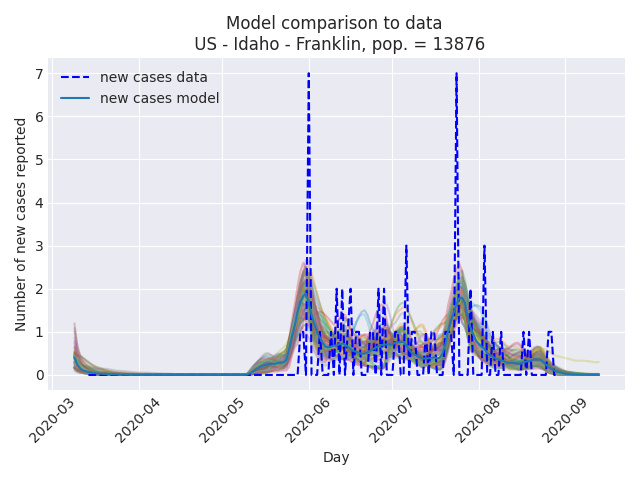 Model comparison to data
US - Idaho - Franklin, pop. = 13876
new cases data
new cases model
Number of new cases reported
7
6
5
4
3
2
1
0
2020-03
2020-04
2020-05
2020-06
2020-07
2020-08
2020-09
Day